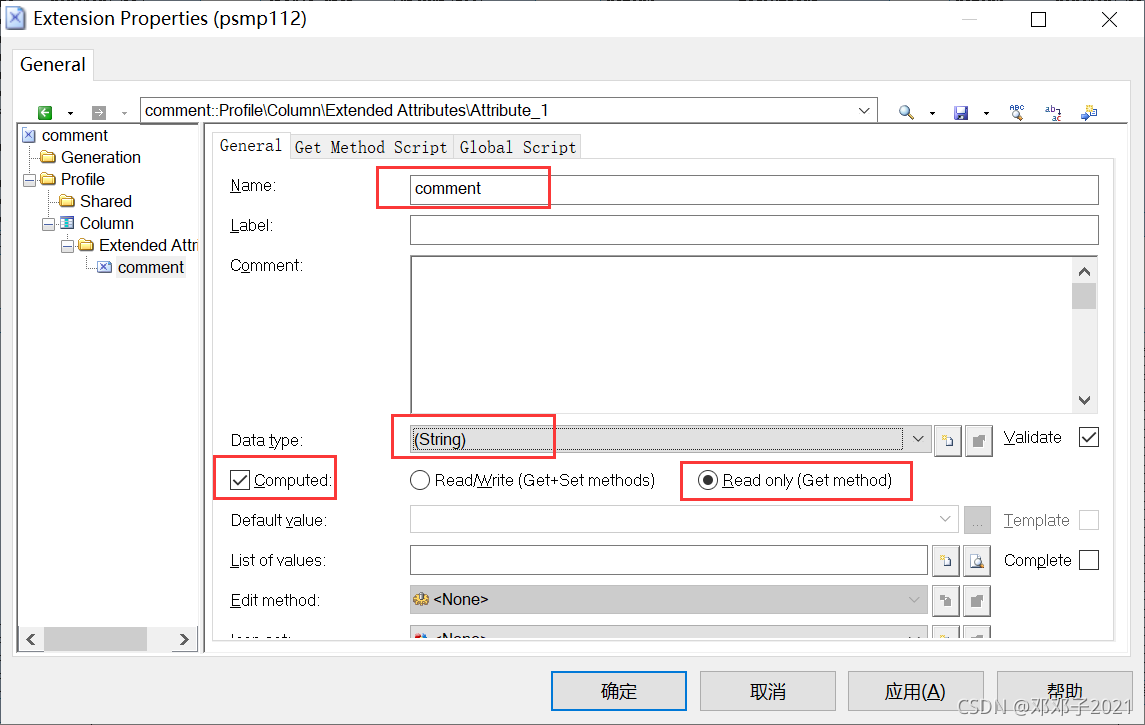 Extension Properties (psmp112)
General
comment::Profile\Column\Extended Attributes\Attribute_1
comment
Generation
Profile
Shared
Column
Extended Attr
comment
General
Get Method Script
Global Script
Name:
comment
Label:
Comment:
Data type:
(String)
Validate
Computed:
Read/Write (Get+Set methods)
Read only (Get method)
Default value:
...
Template
List of values:
Complete
Edit method:
<None>
<None>
确定
取消
应用(A)
帮助
CSDN @邓邓子2021